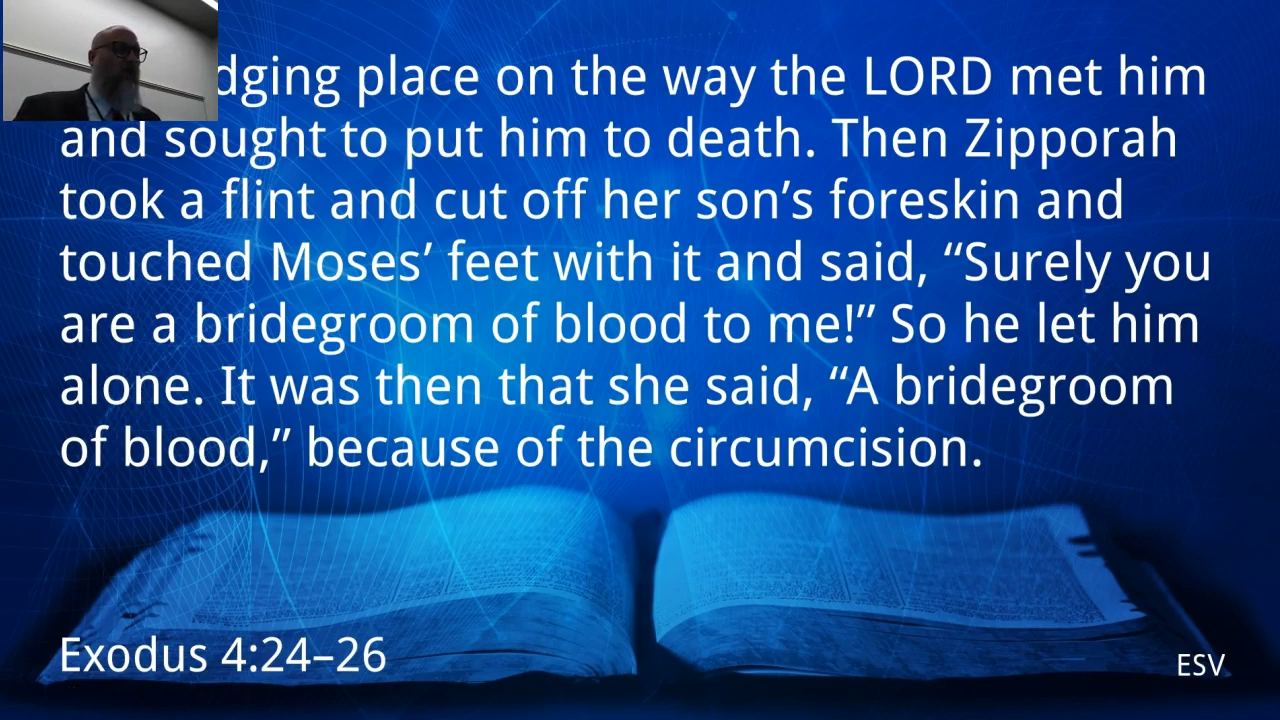 dging place on the way the LORD met him
and sought to put him to death. Then Zipporah
took a flint and cut off her son’s foreskin and
touched Moses’ feet with it and said, “Surely you
are a bridegroom of blood to me!” So he let him
alone. It was then that she said, “A bridegroom
of blood,” because of the circumcision.
Exodus 4:24–26
ESV